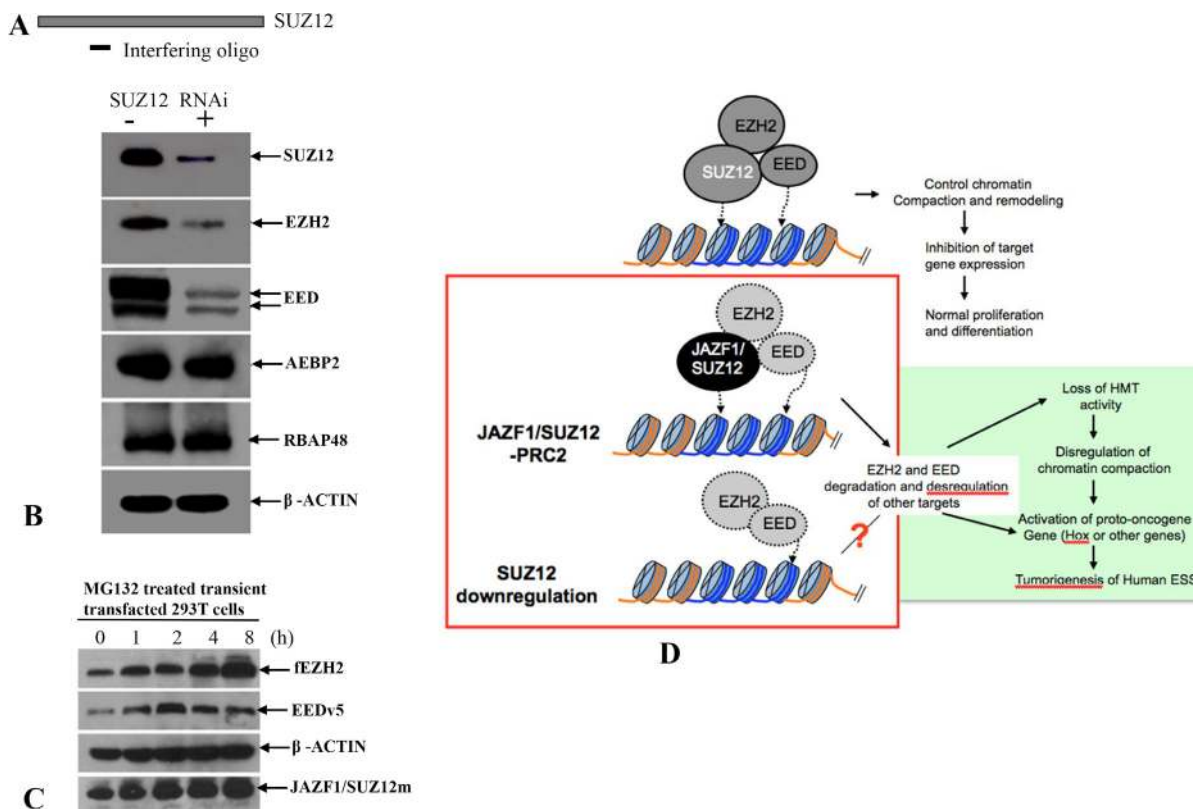 A
SUZ12
Interfering oligo
SUZ12 RNAi
- +
SUZ12
EZH2
EED
AEBP2
RBAP48
β -ACTIN
B
MG132 treated transient
transfacted 293T cells
0 1 2 4 8 (h)
fEZH2
EEDv5
β -ACTIN
JAZF1/SUZ12m
C
EZH2
SUZ12
EED
Control chromatin
Compaction and remodeling
Inhibition of target
gene expression
Normal proliferation
and differentiation
EZH2
JAZF1/
SUZ12
EED
JAZF1/SUZ12
-PRC2
EZH2
EED
SUZ12
downregulation
?
EZH2 and EED
degradation and desregulation
of other targets
Loss of HMT
activity
Disregulation of
chromatin compaction
Activation of proto-oncogene
Gene (Hox or other genes)
Tumorigenesis of Human ESS
D